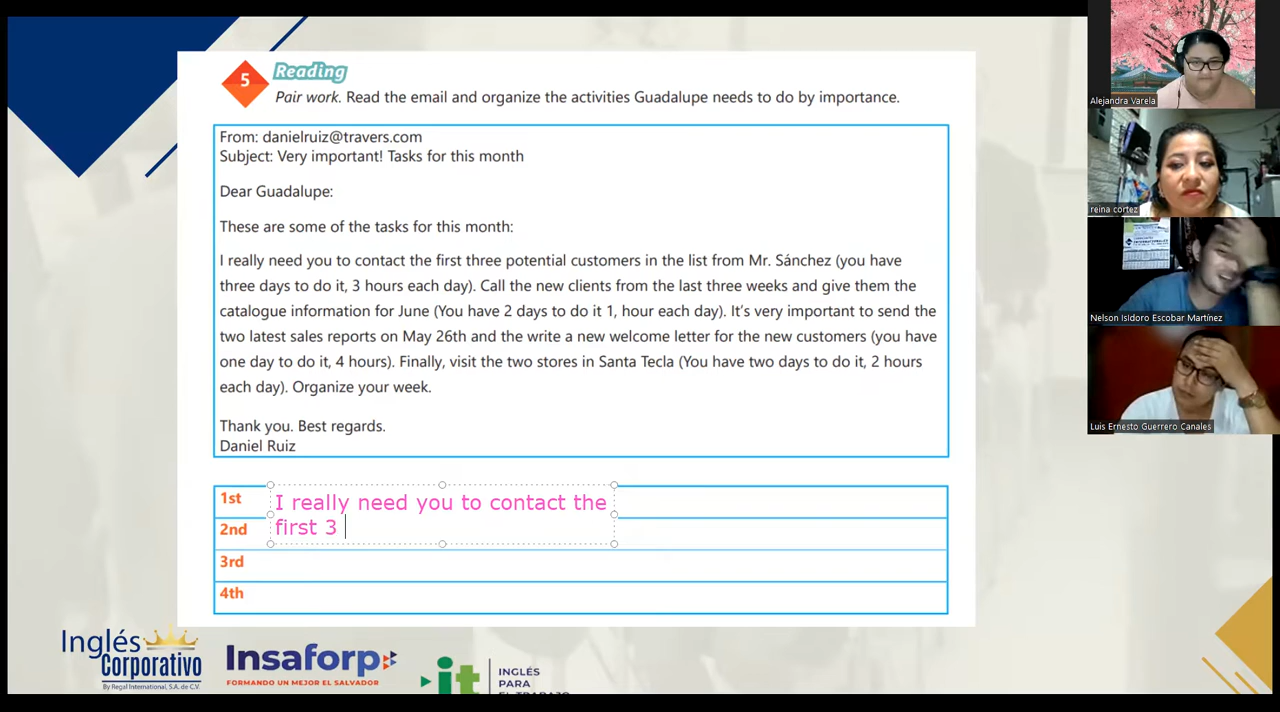 5
Reading
Pair work. Read the email and organize the activities Guadalupe needs to do by importance.
From: danielruiz@travers.com
Subject: Very important! Tasks for this month
Dear Guadalupe:
These are some of the tasks for this month:
I really need you to contact the first three potential customers in the list from Mr. Sánchez (you have
three days to do it, 3 hours each day). Call the new clients from the last three weeks and give them the
catalogue information for June (You have 2 days to do it 1, hour each day). It's very important to send the
two latest sales reports on May 26th and the write a new welcome letter for the new customers (you have
one day to do it, 4 hours). Finally, visit the two stores in Santa Tecla (You have two days to do it, 2 hours
each day). Organize your week.
Thank you. Best regards.
Daniel Ruiz
1st
I really need you to contact the
first 3
2nd
3rd
4th
Inglés
Corporativo
By Regal International, S.A. de C.V.
Insaforp
FORMANDO UN MEJOR EL SALVADOR
it
INGLÉS
PARA
Alejandra Varela
reina cortez
Nelson Isidoro Escobar Martínez
Luis Ernesto Guerrero Canales